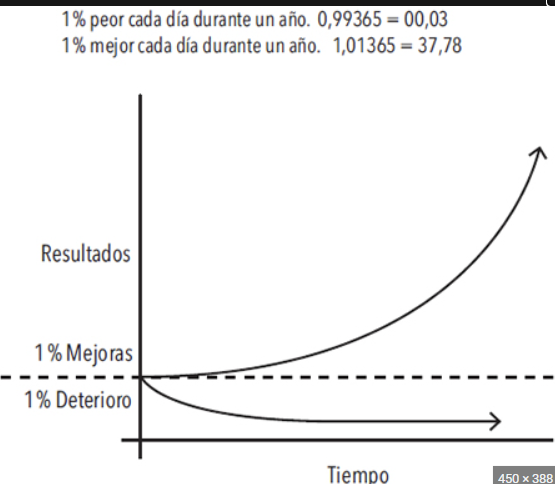 1% peor cada día durante un año. 0,99365 = 00,03
1% mejor cada día durante un año. 1,01365 = 37,78
Resultados
1% Mejoras
1% Deterioro
Tiempo
450 × 388